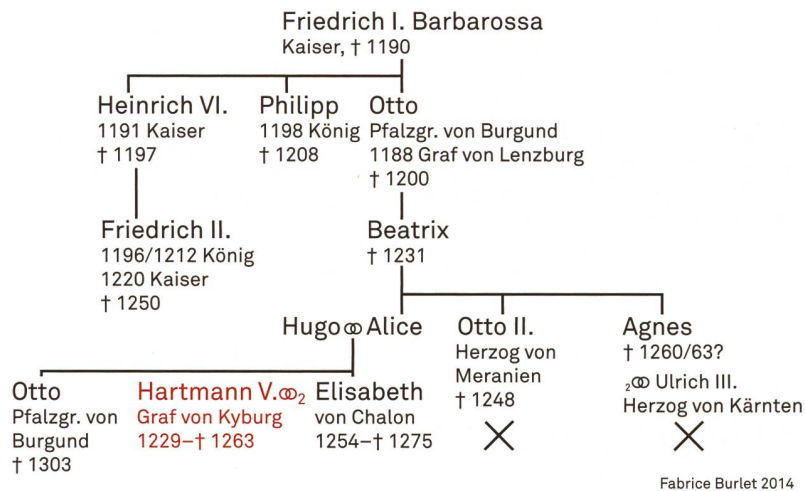 Friedrich I. Barbarossa
Kaiser, † 1190
Heinrich VI.
1191 Kaiser
† 1197
Philipp
1198 König
† 1208
Otto
Pfalzgr. von Burgund
1188 Graf von Lenzburg
† 1200
Friedrich II.
1196/1212 König
1220 Kaiser
† 1250
Beatrix
† 1231
Hugo ⚭ Alice
Otto II.
Herzog von
Meranien
† 1248
Agnes
† 1260/63?
₂⚭ Ulrich III.
Herzog von Kärnten
Otto
Pfalzgr. von
Burgund
† 1303
Hartmann V.⚭₂
Graf von Kyburg
1229–† 1263
Elisabeth
von Chalon
1254–† 1275
Fabrice Burlet 2014